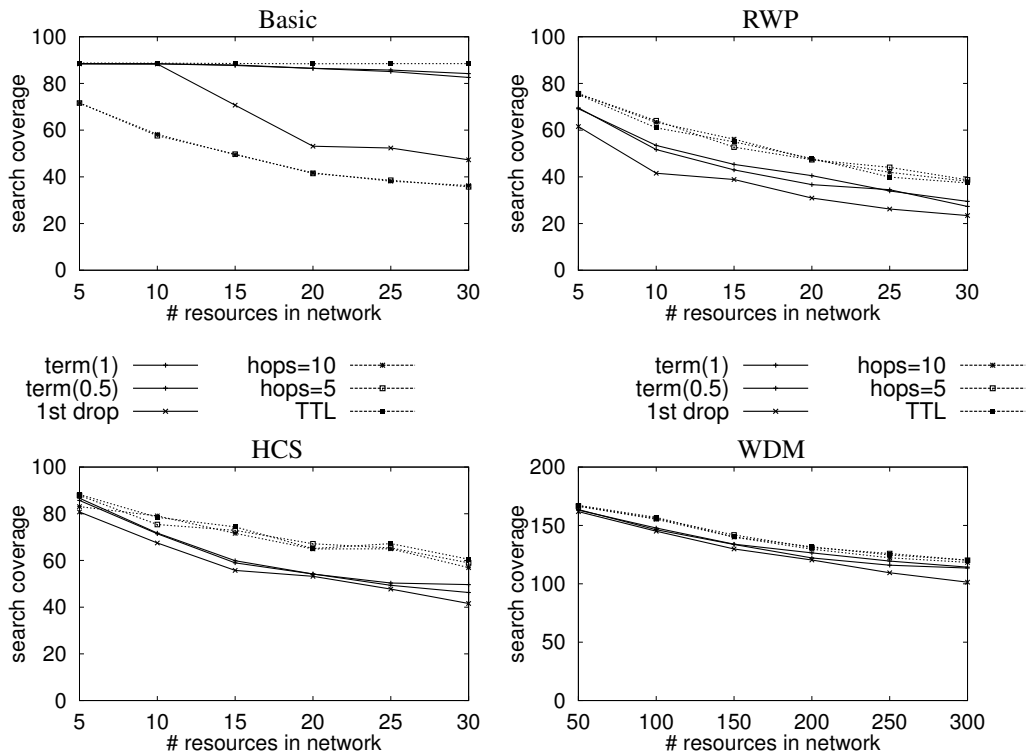 Basic
100
80
60
40
20
0
search coverage
5 10 15 20 25 30
# resources in network
RWP
100
80
60
40
20
0
search coverage
5 10 15 20 25 30
# resources in network
term(1)
term(0.5)
1st drop
hops=10
hops=5
TTL
term(1)
term(0.5)
1st drop
hops=10
hops=5
TTL
HCS
100
80
60
40
20
0
search coverage
5 10 15 20 25 30
# resources in network
WDM
200
150
100
50
0
search coverage
50 100 150 200 250 300
# resources in network